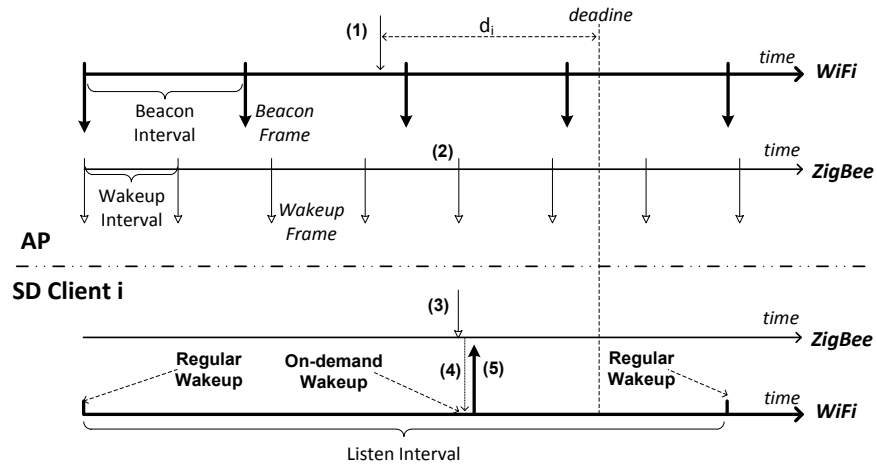 deadine
(1)
d_i
time
WiFi
Beacon
Interval
Beacon
Frame
(2)
time
ZigBee
Wakeup
Interval
Wakeup
Frame
AP
SD Client i
(3)
time
ZigBee
Regular
Wakeup
On-demand
Wakeup
(4)
(5)
Regular
Wakeup
time
WiFi
Listen Interval